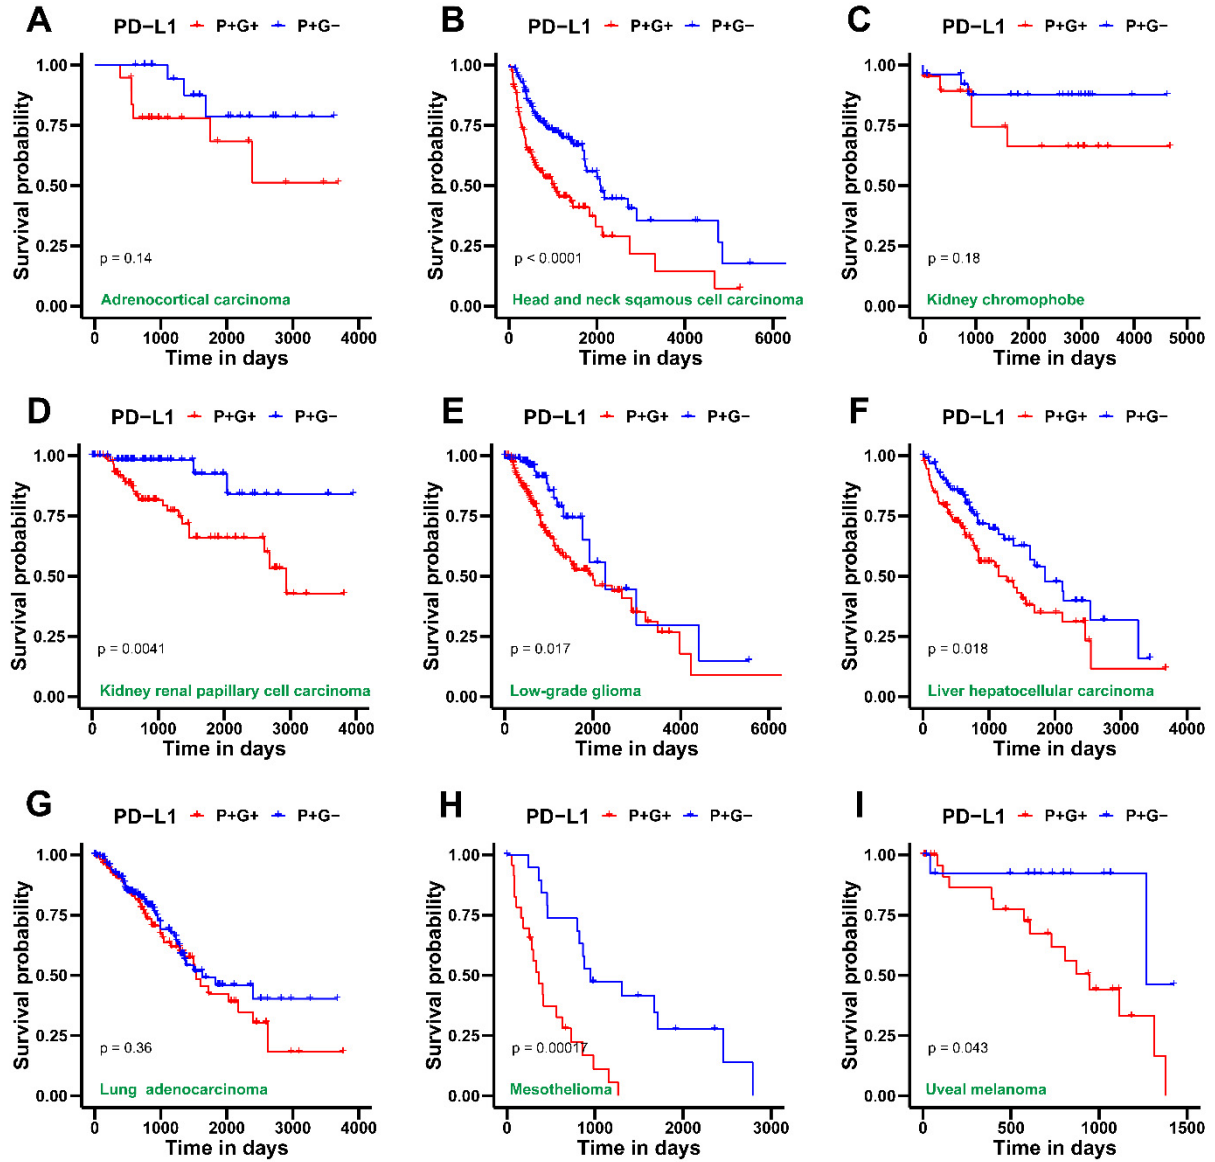 A
PD-L1 P+G+ P+G-
1.00
0.75
0.50
0.25
0.00
Survival probability
p = 0.14
Adrenocortical carcinoma
0 1000 2000 3000 4000
Time in days
B
PD-L1 P+G+ P+G-
1.00
0.75
0.50
0.25
0.00
Survival probability
p < 0.0001
Head and neck sqamous cell carcinoma
0 2000 4000 6000
Time in days
C
PD-L1 P+G+ P+G-
1.00
0.75
0.50
0.25
0.00
Survival probability
p = 0.18
Kidney chromophobe
0 1000 2000 3000 4000 5000
Time in days
D
PD-L1 P+G+ P+G-
1.00
0.75
0.50
0.25
0.00
Survival probability
p = 0.0041
Kidney renal papillary cell carcinoma
0 1000 2000 3000 4000
Time in days
E
PD-L1 P+G+ P+G-
1.00
0.75
0.50
0.25
0.00
Survival probability
p = 0.017
Low-grade glioma
0 2000 4000 6000
Time in days
F
PD-L1 P+G+ P+G-
1.00
0.75
0.50
0.25
0.00
Survival probability
p = 0.018
Liver hepatocellular carcinoma
0 1000 2000 3000 4000
Time in days
G
PD-L1 P+G+ P+G-
1.00
0.75
0.50
0.25
0.00
Survival probability
p = 0.36
Lung adenocarcinoma
0 1000 2000 3000 4000
Time in days
H
PD-L1 P+G+ P+G-
1.00
0.75
0.50
0.25
0.00
Survival probability
p = 0.00017
Mesothelioma
0 1000 2000 3000
Time in days
I
PD-L1 P+G+ P+G-
1.00
0.75
0.50
0.25
0.00
Survival probability
p = 0.043
Uveal melanoma
0 500 1000 1500
Time in days